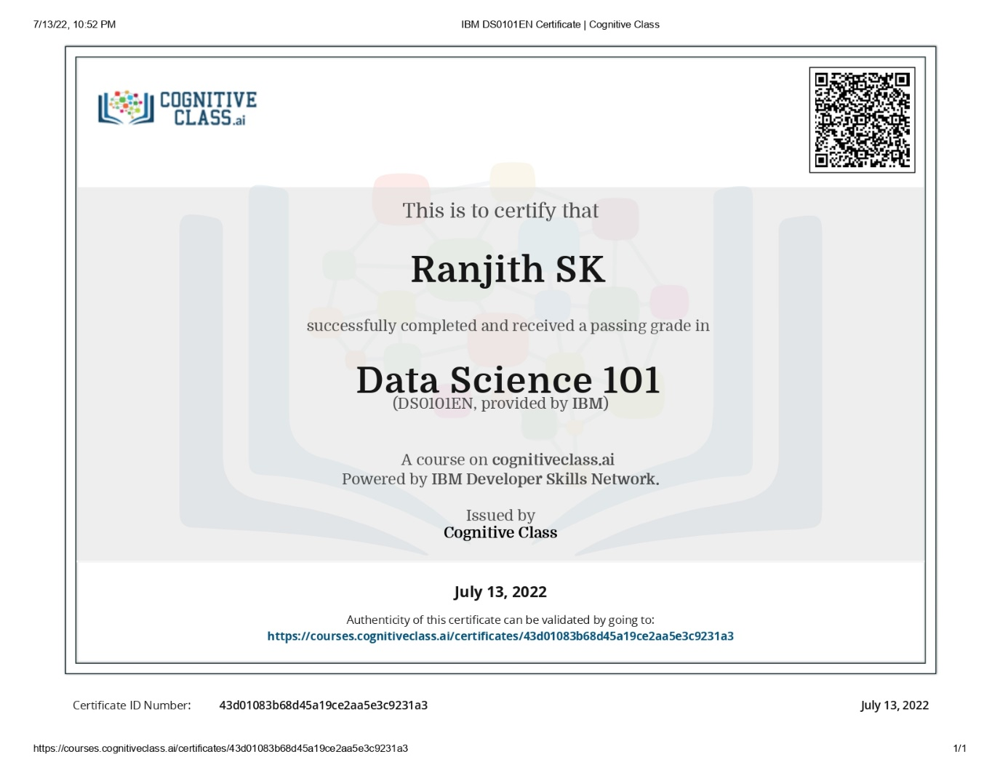 7/13/22, 10:52 PM
IBM DS0101EN Certificate | Cognitive Class
COGNITIVE
CLASS.ai
This is to certify that
Ranjith SK
successfully completed and received a passing grade in
Data Science 101
(DS0101EN, provided by IBM)
A course on cognitiveclass.ai
Powered by IBM Developer Skills Network.
Issued by
Cognitive Class
July 13, 2022
Authenticity of this certificate can be validated by going to:
https://courses.cognitiveclass.ai/certificates/43d01083b68d45a19ce2aa5e3c9231a3
Certificate ID Number: 43d01083b68d45a19ce2aa5e3c9231a3 July 13, 2022
https://courses.cognitiveclass.ai/certificates/43d01083b68d45a19ce2aa5e3c9231a3 1/1